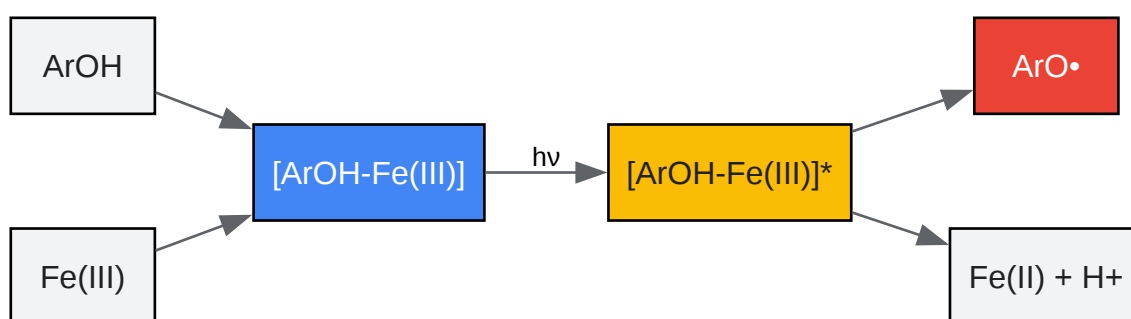 ArOH
Fe(III)
[ArOH-Fe(III)]
hν
[ArOH-Fe(III)]*
ArO•
Fe(II) + H+